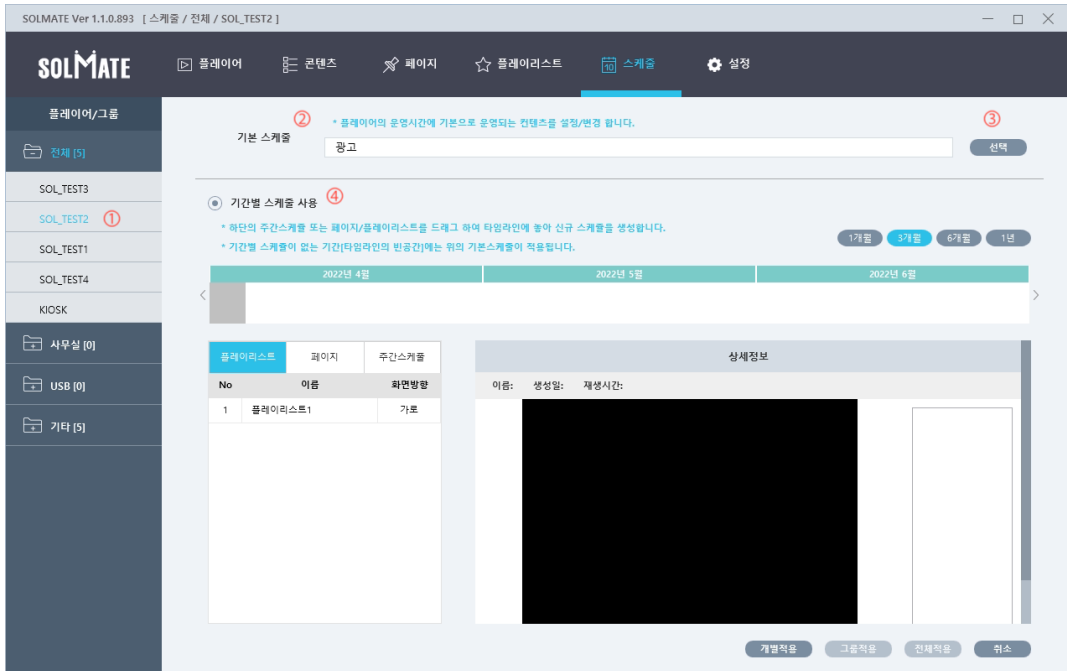 SOLMATE Ver 1.1.0.893 [ 스케줄 / 전체 / SOL_TEST2 ]
SOLMATE
플레이어
콘텐츠
페이지
플레이리스트
10 스케줄
설정
플레이어/그룹
전체 [5]
SOL_TEST3
SOL_TEST2 ①
SOL_TEST1
SOL_TEST4
KIOSK
사무실 [0]
USB [0]
기타 [5]
기본 스케줄 ②
* 플레이어의 운영시간에 기본으로 운영되는 컨텐츠를 설정/변경 합니다.
광고
③
선택
기간별 스케줄 사용 ④
* 하단의 주간스케줄 또는 페이지/플레이리스트를 드래그 하여 타임라인에 놓아 신규 스케줄을 생성합니다.
* 기간별 스케줄이 없는 기간[타임라인의 빈공간]에는 위의 기본스케줄이 적용됩니다.
1개월 3개월 6개월 1년
2022년 4월 2022년 5월 2022년 6월
플레이리스트 페이지 주간스케줄
No 이름 화면방향
1 플레이리스트1 가로
상세정보
이름: 생성일: 재생시간:
개별적용 그룹적용 전체적용 취소